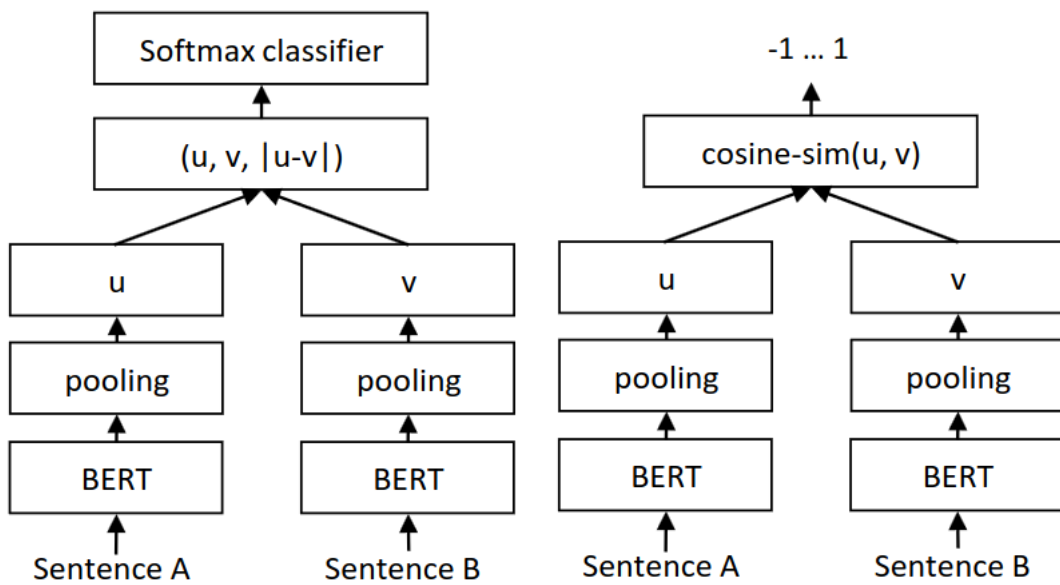 Softmax classifier
(u, v, |u-v|)
u
v
pooling
pooling
BERT
BERT
Sentence A
Sentence B
-1 … 1
cosine-sim(u, v)
u
v
pooling
pooling
BERT
BERT
Sentence A
Sentence B